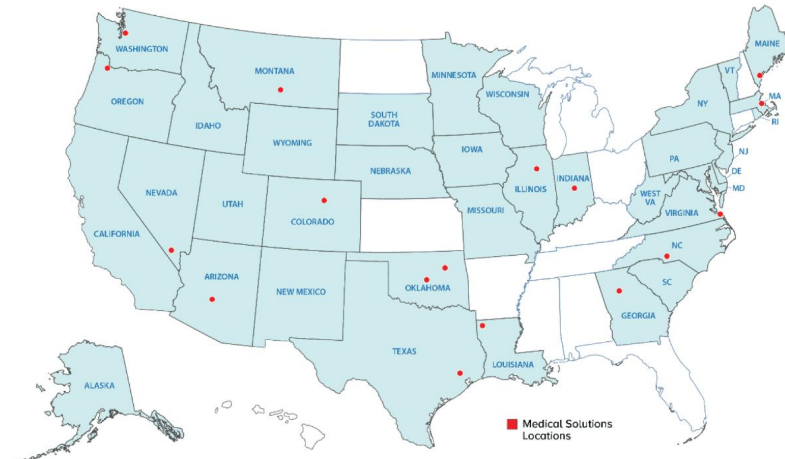 WASHINGTON
MONTANA
MINNESOTA
VT
MAINE
WISCONSIN
MA
OREGON
NY
RI
IDAHO
SOUTH
DAKOTA
WYOMING
IOWA
NJ
PA
NEBRASKA
DE
MD
NEVADA
UTAH
COLORADO
ILLINOIS
INDIANA
WEST
VA
MISSOURI
VIRGINIA
CALIFORNIA
NC
ARIZONA
NEW MEXICO
OKLAHOMA
SC
GEORGIA
TEXAS
LOUISIANA
ALASKA
Medical Solutions
Locations